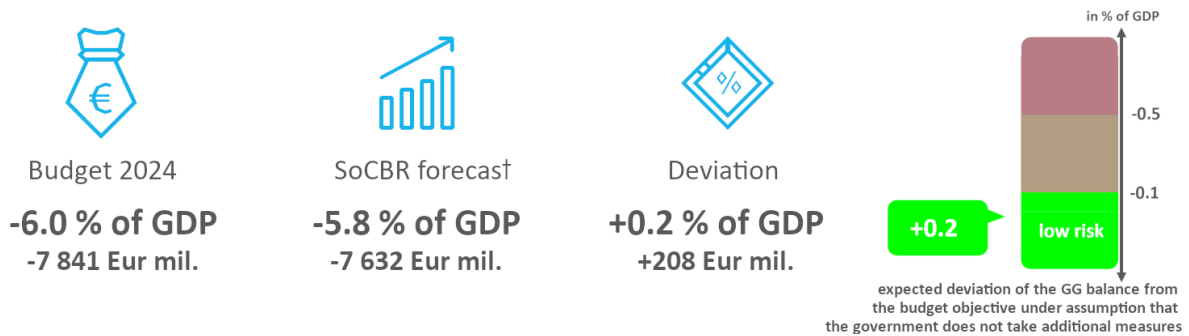 €
Budget 2024
-6.0 % of GDP
-7 841 Eur mil.
SoCBR forecast†
-5.8 % of GDP
-7 632 Eur mil.
%
Deviation
+0.2 % of GDP
+208 Eur mil.
in % of GDP
-0.5
-0.1
+0.2
low risk
expected deviation of the GG balance from
the budget objective under assumption that
the government does not take additional measures